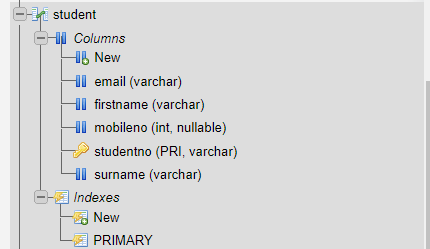 student
Columns
New
email (varchar)
firstname (varchar)
mobileno (int, nullable)
studentno (PRI, varchar)
surname (varchar)
Indexes
New
PRIMARY